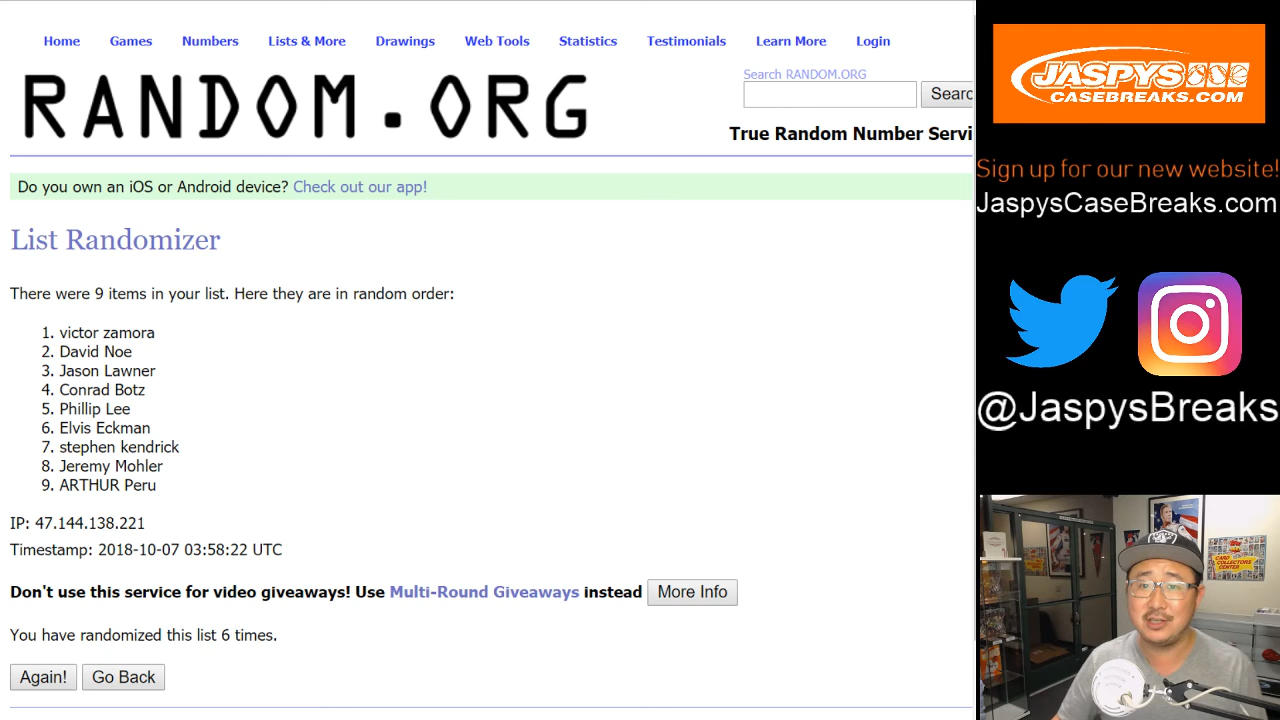 Home Games Numbers Lists & More Drawings Web Tools Statistics Testimonials Learn More Login
RANDOM.ORG
Search RANDOM.ORG
Searc
True Random Number Servi
Do you own an iOS or Android device? Check out our app!
List Randomizer
There were 9 items in your list. Here they are in random order:
1. victor zamora
2. David Noe
3. Jason Lawner
4. Conrad Botz
5. Phillip Lee
6. Elvis Eckman
7. stephen kendrick
8. Jeremy Mohler
9. ARTHUR Peru
IP: 47.144.138.221
Timestamp: 2018-10-07 03:58:22 UTC
Don't use this service for video giveaways! Use Multi-Round Giveaways instead More Info
You have randomized this list 6 times.
Again! Go Back
JASPYS
CASEBREAKS.COM
Sign up for our new website!
JaspysCaseBreaks.com
@JaspysBreaks
CARD
COLLECTORS
CENTER